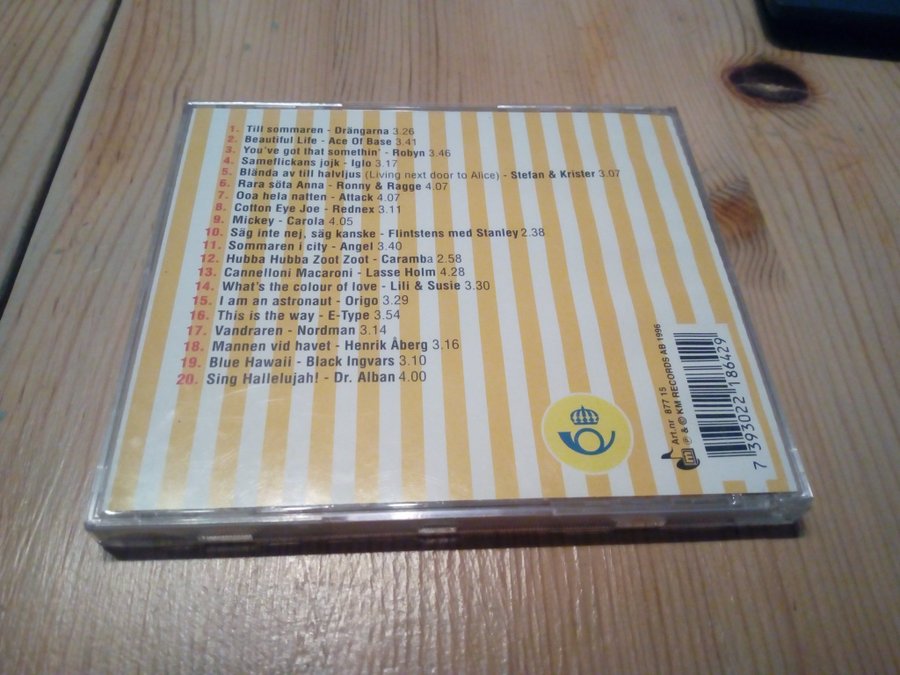 1. Till sommaren - Drängarna 3.26
2. Beautiful Life - Ace Of Base 3.41
3. You've got that somethin' - Robyn 3.46
4. Sameflickans jojk - Iglo 3.17
5. Blända av till halvljus (Living next door to Alice) - Stefan & Krister 3.07
6. Rara söta Anna - Ronny & Ragge 4.07
7. Ooa hela natten - Attack 4.07
8. Cotton Eye Joe - Rednex 3.11
9. Mickey - Carola 4.05
10. Säg inte nej, säg kanske - Flintstens med Stanley 2.38
11. Sommaren i city - Angel 3.40
12. Hubba Hubba Zoot Zoot - Caramba 2.58
13. Cannelloni Macaroni - Lasse Holm 4.28
14. What's the colour of love - Lili & Susie 3.30
15. I am an astronaut - Origo 3.29
16. This is the way - E-Type 3.54
17. Vandraren - Nordman 3.14
18. Mannen vid havet - Henrik Åberg 3.16
19. Blue Hawaii - Black Ingvars 3.10
20. Sing Hallelujah! - Dr. Alban 4.00
Art.nr 877 15
℗ & © KM RECORDS AB 1996
7 393022 186429